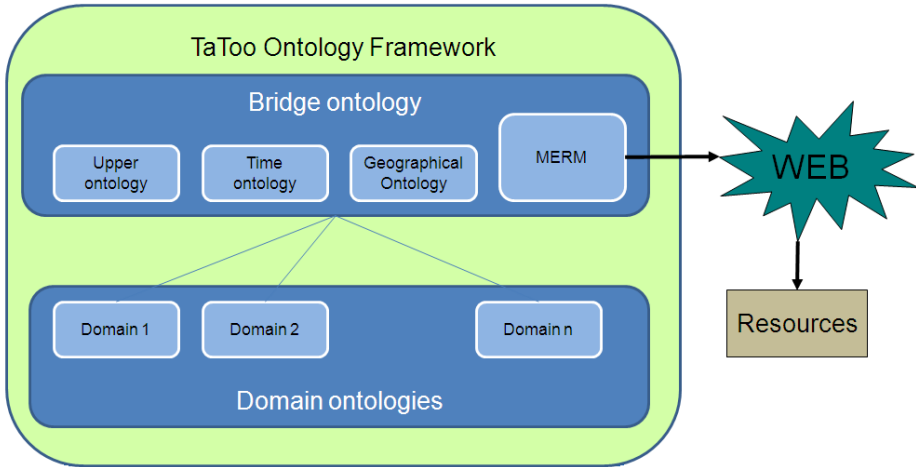 TaToo Ontology Framework
Bridge ontology
Upper
ontology
Time
ontology
Geographical
Ontology
MERM
WEB
Resources
Domain 1
Domain 2
Domain n
Domain ontologies